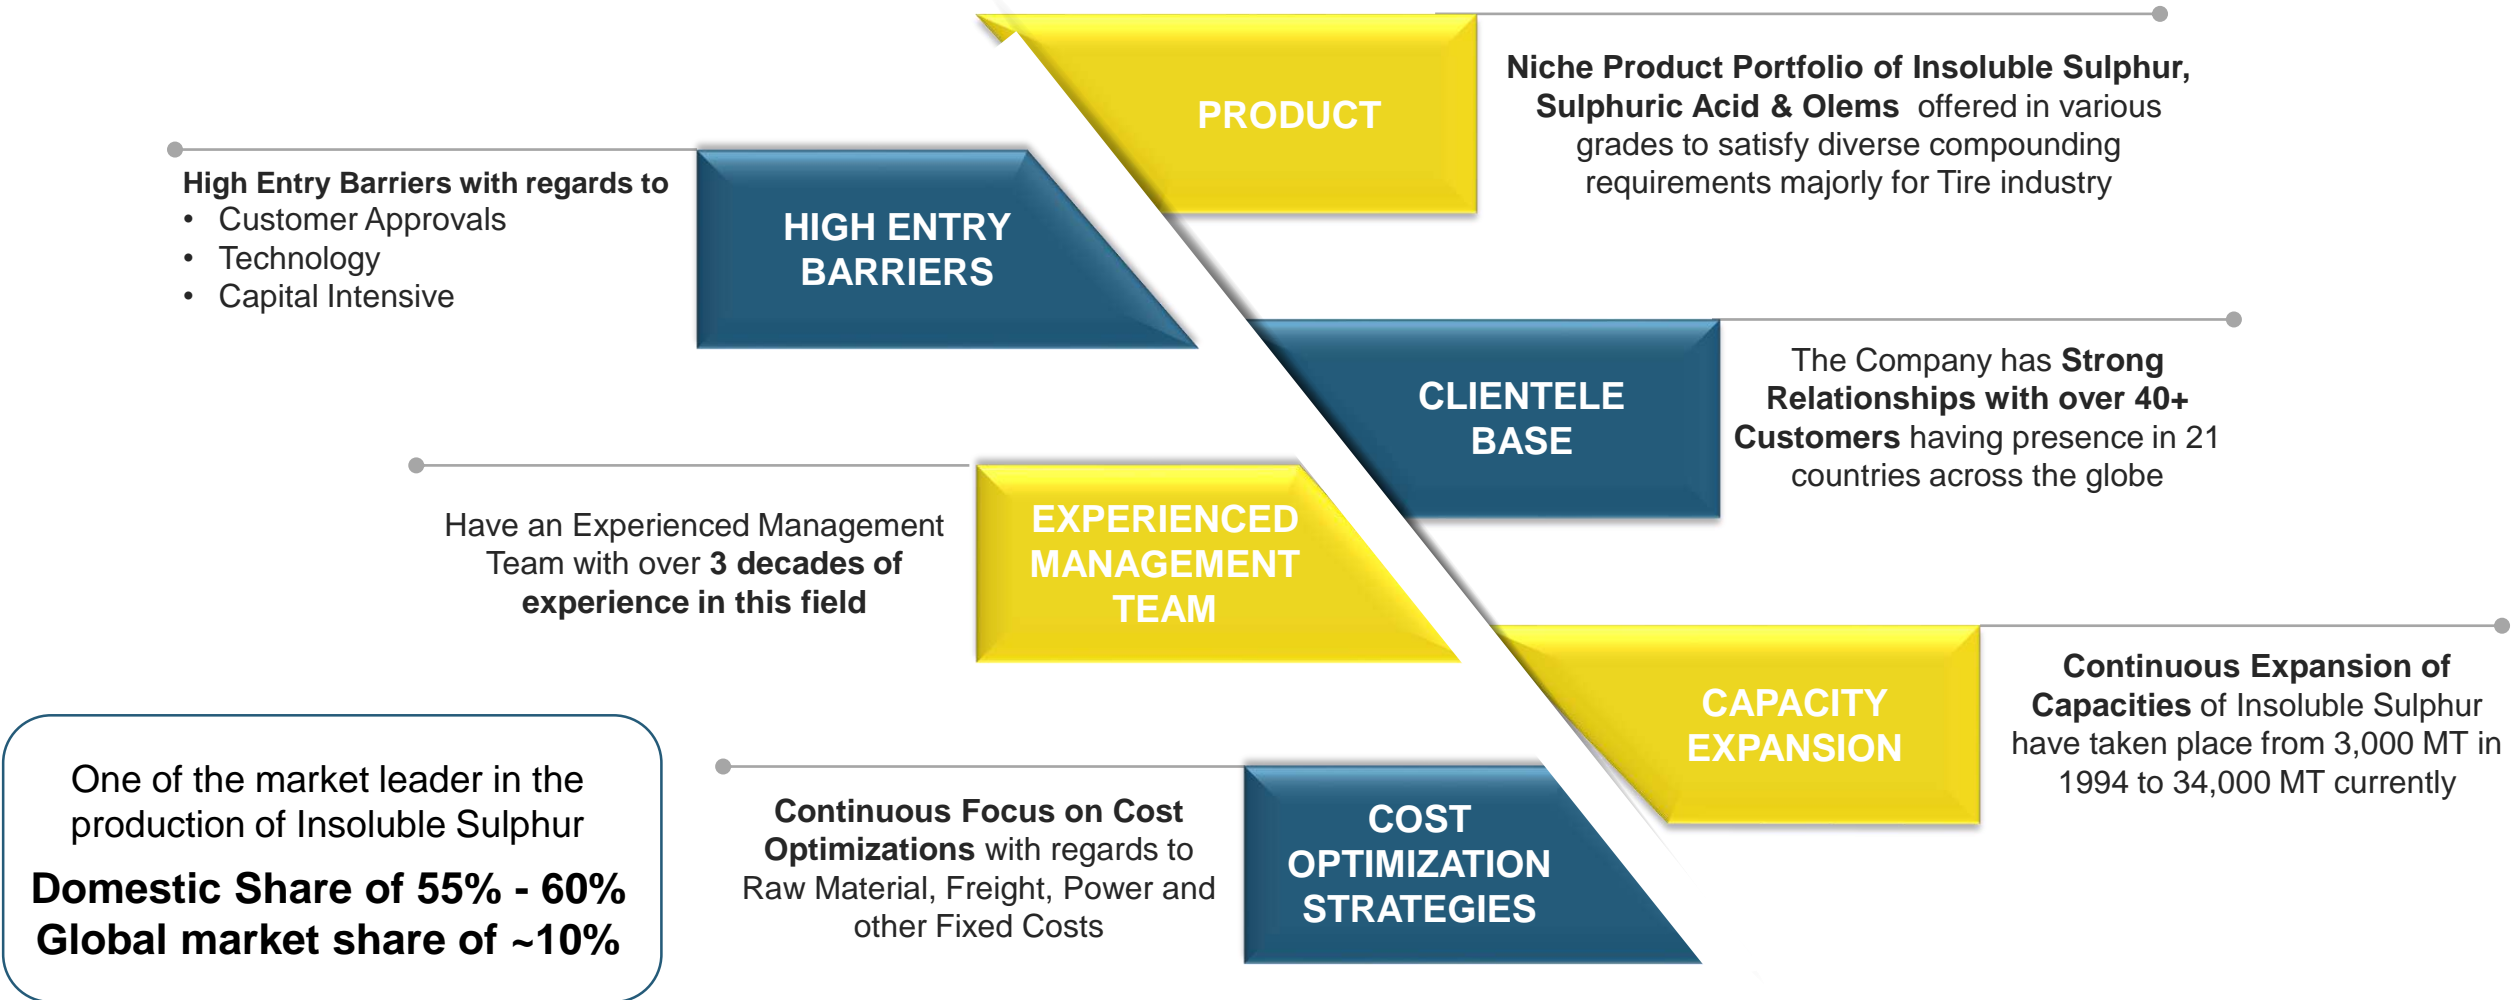 PRODUCT
Niche Product Portfolio of Insoluble Sulphur,
Sulphuric Acid & Olems offered in various
grades to satisfy diverse compounding
requirements majorly for Tire industry
High Entry Barriers with regards to
• Customer Approvals
• Technology
• Capital Intensive
HIGH ENTRY
BARRIERS
CLIENTELE
BASE
The Company has Strong
Relationships with over 40+
Customers having presence in 21
countries across the globe
Have an Experienced Management
Team with over 3 decades of
experience in this field
EXPERIENCED
MANAGEMENT
TEAM
CAPACITY
EXPANSION
Continuous Expansion of
Capacities of Insoluble Sulphur
have taken place from 3,000 MT in
1994 to 34,000 MT currently
Continuous Focus on Cost
Optimizations with regards to
Raw Material, Freight, Power and
other Fixed Costs
COST
OPTIMIZATION
STRATEGIES
One of the market leader in the
production of Insoluble Sulphur
Domestic Share of 55% - 60%
Global market share of ~10%